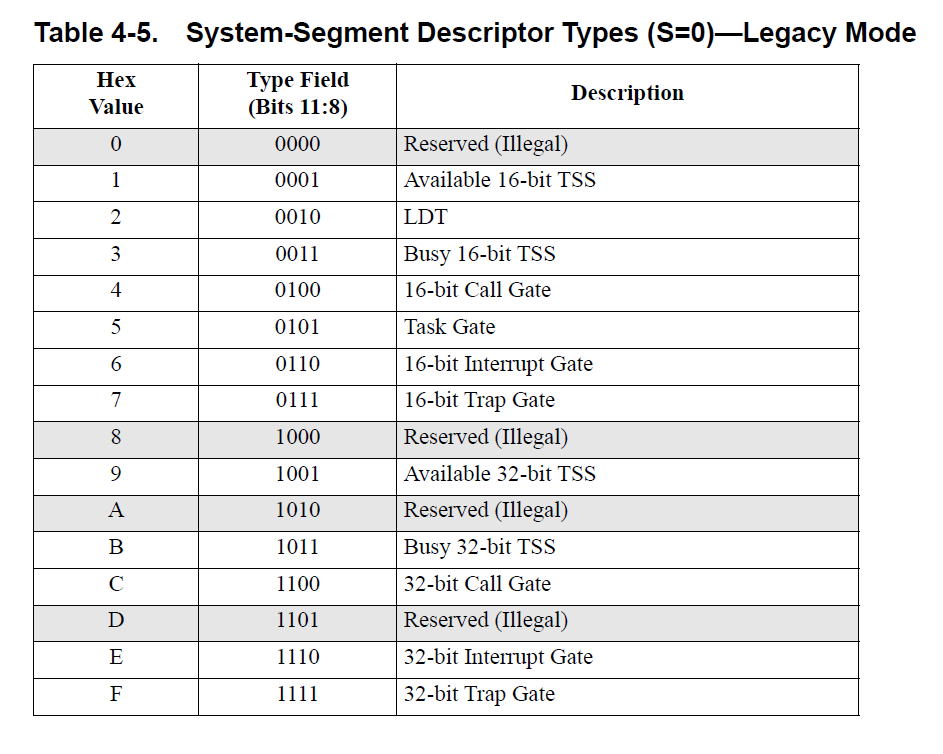 Table 4-5. System-Segment Descriptor Types (S=0)—Legacy Mode
Hex Value Type Field (Bits 11:8) Description
0 0000 Reserved (Illegal)
1 0001 Available 16-bit TSS
2 0010 LDT
3 0011 Busy 16-bit TSS
4 0100 16-bit Call Gate
5 0101 Task Gate
6 0110 16-bit Interrupt Gate
7 0111 16-bit Trap Gate
8 1000 Reserved (Illegal)
9 1001 Available 32-bit TSS
A 1010 Reserved (Illegal)
B 1011 Busy 32-bit TSS
C 1100 32-bit Call Gate
D 1101 Reserved (Illegal)
E 1110 32-bit Interrupt Gate
F 1111 32-bit Trap Gate